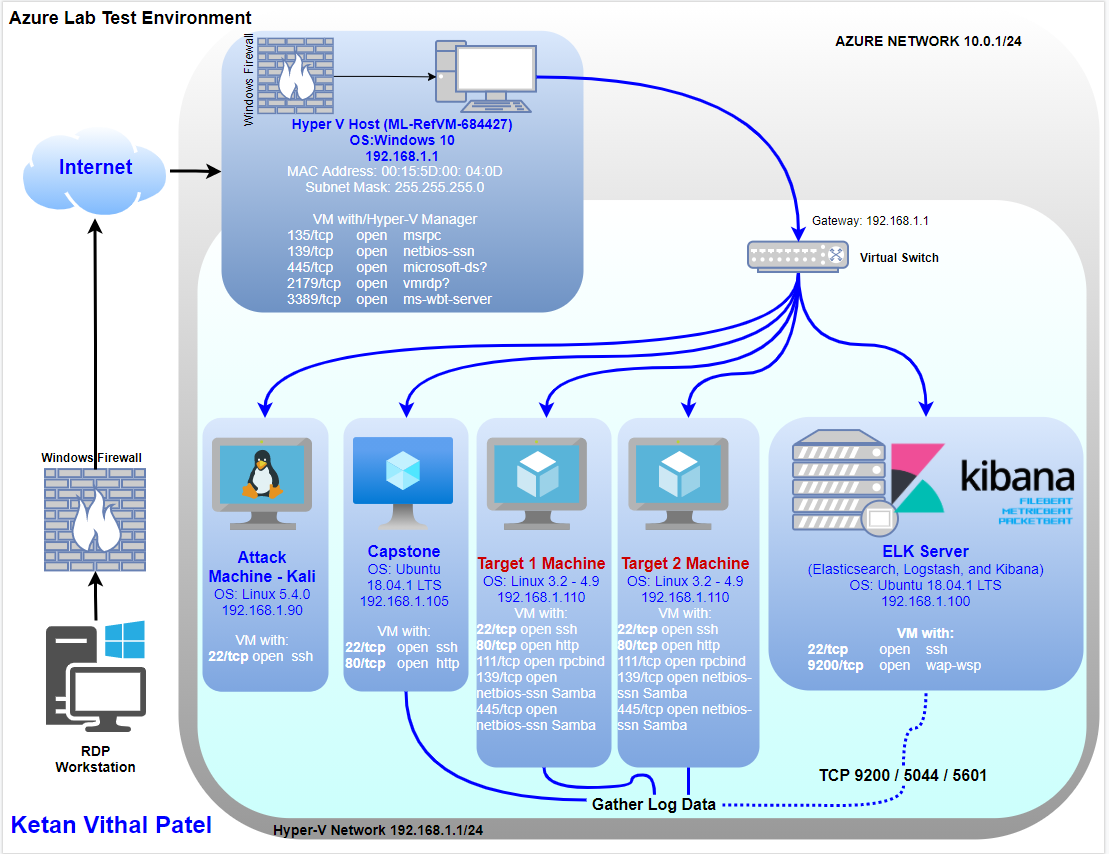 Azure Lab Test Environment
AZURE NETWORK 10.0.1/24
Windows Firewall
Hyper V Host (ML-RefVM-684427)
OS:Windows 10
192.168.1.1
MAC Address: 00:15:5D:00: 04:0D
Subnet Mask: 255.255.255.0
VM with/Hyper-V Manager
135/tcp open msrpc
139/tcp open netbios-ssn
445/tcp open microsoft-ds?
2179/tcp open vmrdp?
3389/tcp open ms-wbt-server
Internet
Gateway: 192.168.1.1
Virtual Switch
Windows Firewall
RDP
Workstation
Attack
Machine - Kali
OS: Linux 5.4.0
192.168.1.90
VM with:
22/tcp open ssh
Capstone
OS: Ubuntu
18.04.1 LTS
192.168.1.105
VM with:
22/tcp open ssh
80/tcp open http
Target 1 Machine
OS: Linux 3.2 - 4.9
192.168.1.110
VM with:
22/tcp open ssh
80/tcp open http
111/tcp open rpcbind
139/tcp open
netbios-ssn Samba
445/tcp open
netbios-ssn Samba
Target 2 Machine
OS: Linux 3.2 - 4.9
192.168.1.110
VM with:
22/tcp open ssh
80/tcp open http
111/tcp open rpcbind
139/tcp open netbios-
ssn Samba
445/tcp open netbios-
ssn Samba
kibana
FILEBEAT
METRICBEAT
PACKETBEAT
ELK Server
(Elasticsearch, Logstash, and Kibana)
OS: Ubuntu 18.04.1 LTS
192.168.1.100
VM with:
22/tcp open ssh
9200/tcp open wap-wsp
TCP 9200 / 5044 / 5601
Gather Log Data
Ketan Vithal Patel
Hyper-V Network 192.168.1.1/24